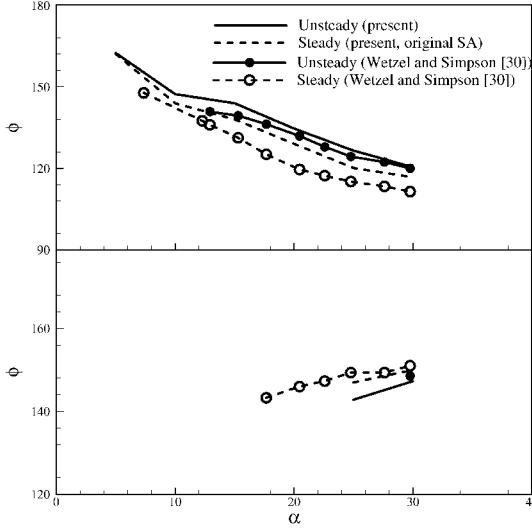 180
Unsteady (present)
Steady (present, original SA)
Unsteady (Wetzel and Simpson [30])
Steady (Wetzel and Simpson [30])
150
ϕ
120
90
160
ϕ
140
120
0 10 20 30 4
α